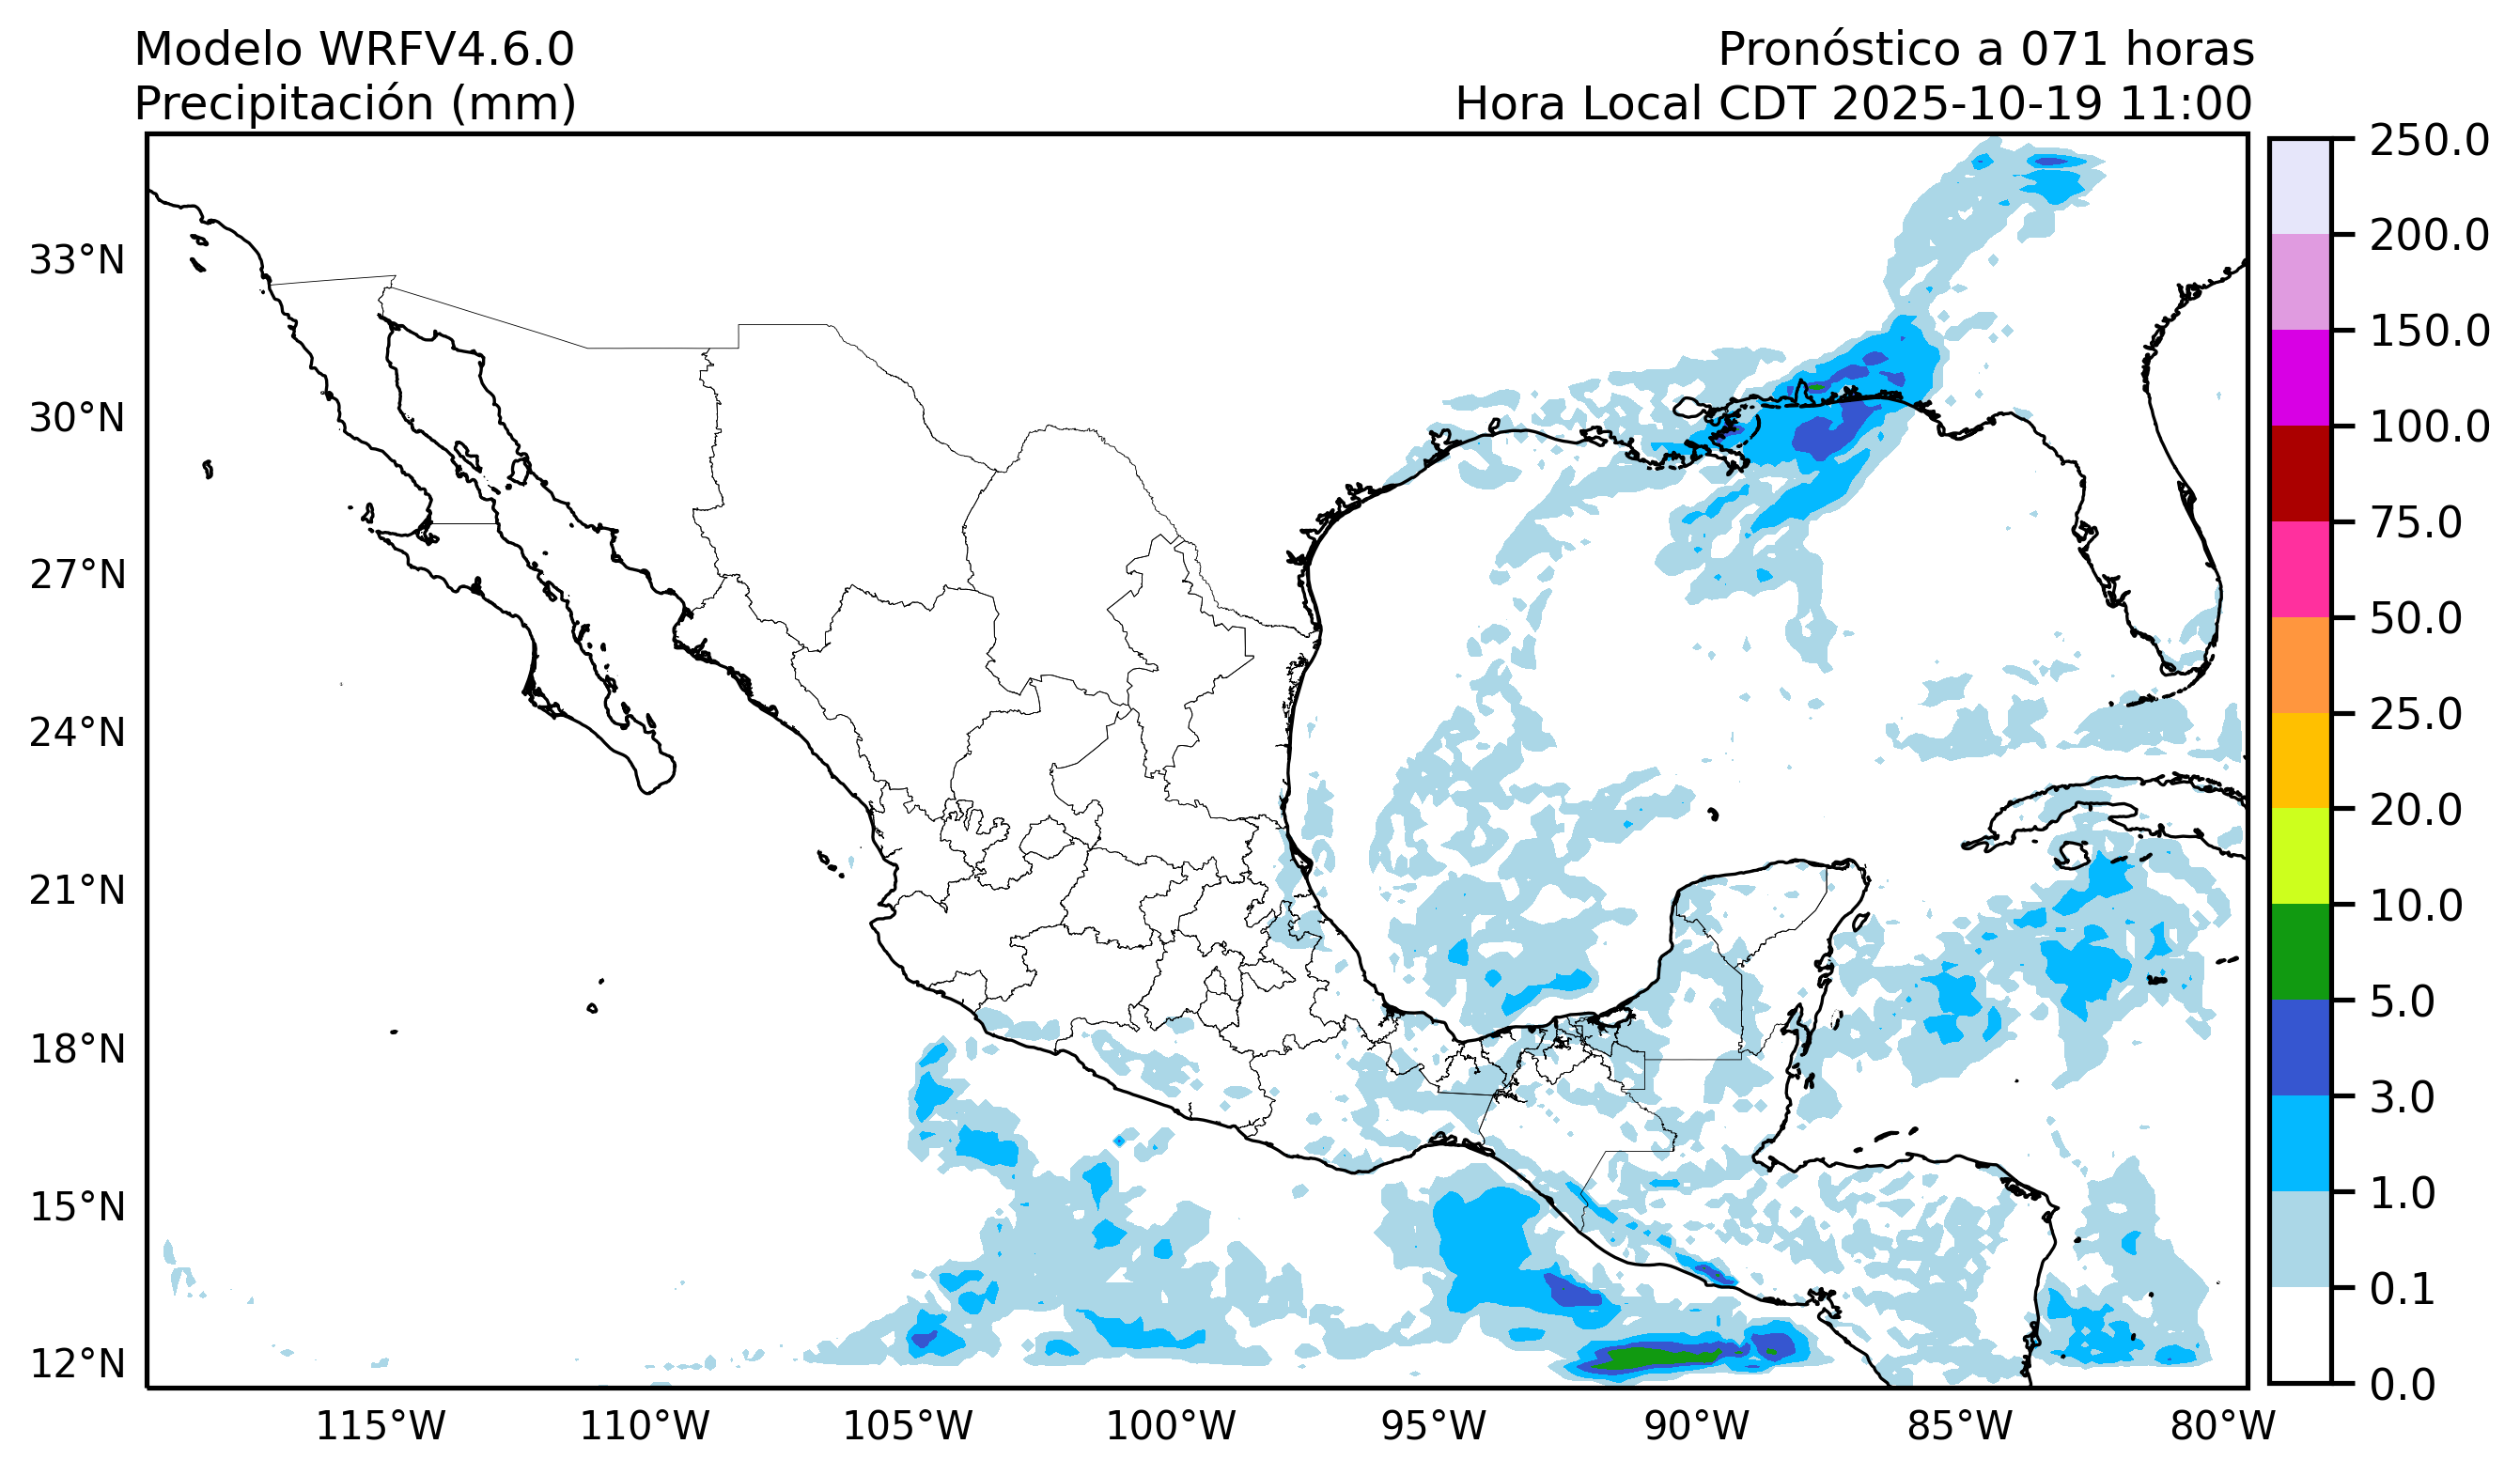 Modelo WRFV4.6.0
Precipitación (mm)
Pronóstico a 071 horas
Hora Local CDT 2025-10-19 11:00
33°N
30°N
27°N
24°N
21°N
18°N
15°N
12°N
115°W
110°W
105°W
100°W
95°W
90°W
85°W
80°W
250.0
200.0
150.0
100.0
75.0
50.0
25.0
20.0
10.0
5.0
3.0
1.0
0.1
0.0